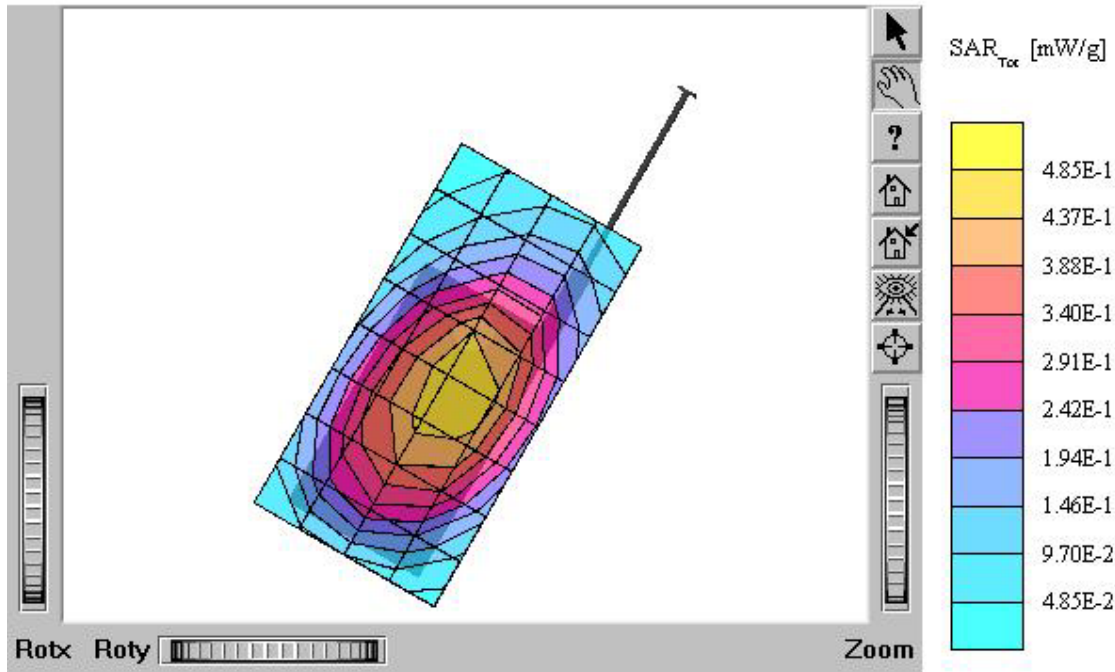 SAR_Tot [mW/g]
?
4.85E-1
4.37E-1
3.88E-1
3.40E-1
2.91E-1
2.42E-1
1.94E-1
1.46E-1
9.70E-2
4.85E-2
Rotx Roty Zoom